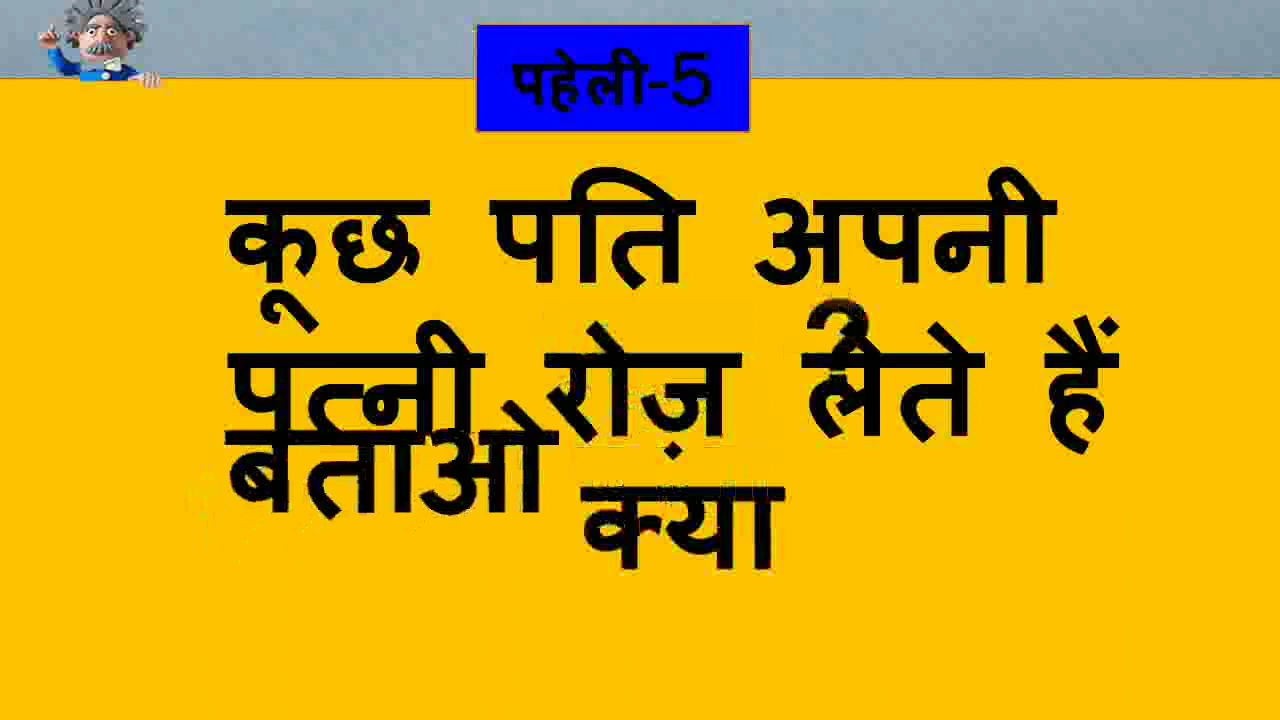 पहेली-5
कूछ पति अपनी
पत्नी रोज़ लेते हैं
बताओ क्या ?